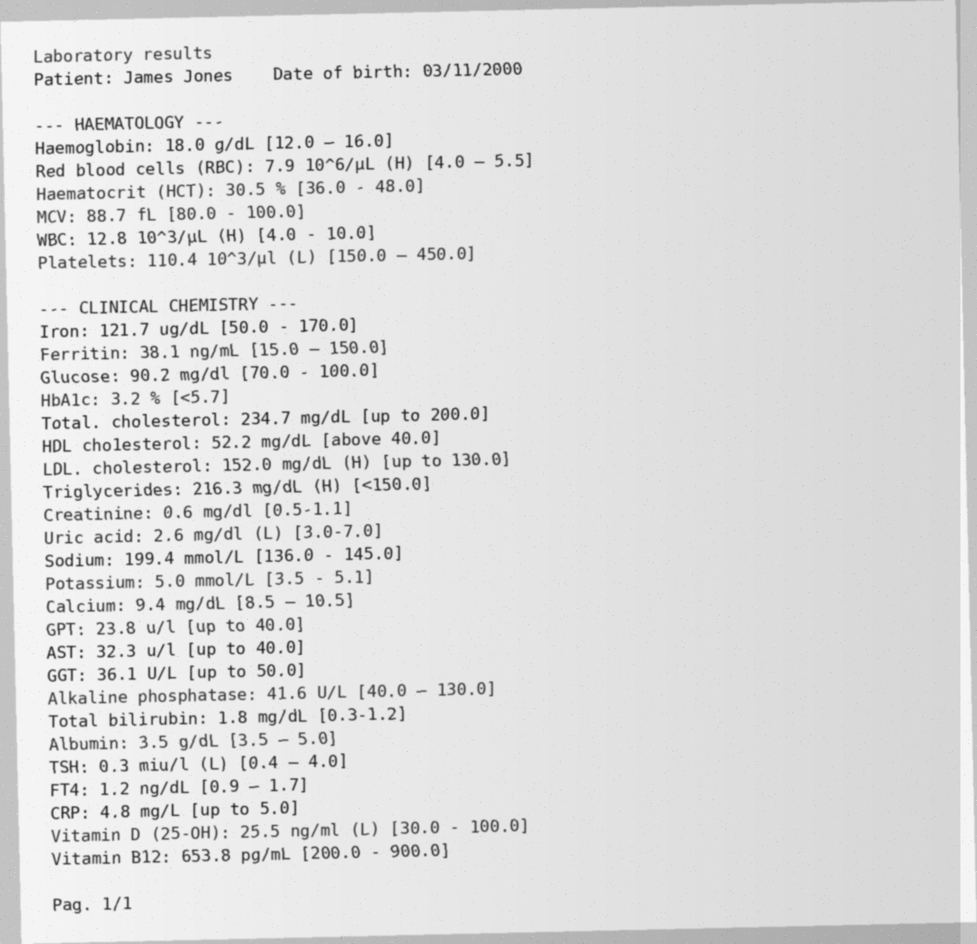 Laboratory results
Patient: James Jones    Date of birth: 03/11/2000

--- HAEMATOLOGY ---
Haemoglobin: 18.0 g/dL [12.0 – 16.0]
Red blood cells (RBC): 7.9 10^6/µL (H) [4.0 – 5.5]
Haematocrit (HCT): 30.5 % [36.0 - 48.0]
MCV: 88.7 fL [80.0 - 100.0]
WBC: 12.8 10^3/µL (H) [4.0 - 10.0]
Platelets: 110.4 10^3/µl (L) [150.0 – 450.0]

--- CLINICAL CHEMISTRY ---
Iron: 121.7 ug/dL [50.0 - 170.0]
Ferritin: 38.1 ng/mL [15.0 – 150.0]
Glucose: 90.2 mg/dl [70.0 - 100.0]
HbA1c: 3.2 % [<5.7]
Total. cholesterol: 234.7 mg/dL [up to 200.0]
HDL cho1esterol: 52.2 mg/dL [above 40.0]
LDL. cholesterol: 152.0 mg/dL (H) [up to 130.0]
Triglycerides: 216.3 mg/dL (H) [<150.0]
Creatinine: 0.6 mg/dl [0.5-1.1]
Uric acid: 2.6 mg/dl (L) [3.0-7.0]
Sodium: 199.4 mmol/L [136.0 - 145.0]
Potassium: 5.0 mmol/L [3.5 - 5.1]
Calcium: 9.4 mg/dL [8.5 – 10.5]
GPT: 23.8 u/l [up to 40.0]
AST: 32.3 u/l [up to 40.0]
GGT: 36.1 U/L [up to 50.0]
Alkaline phosphatase: 41.6 U/L [40.0 – 130.0]
Total bilirubin: 1.8 mg/dL [0.3-1.2]
Albumin: 3.5 g/dL [3.5 – 5.0]
TSH: 0.3 miu/l (L) [0.4 – 4.0]
FT4: 1.2 ng/dL [0.9 – 1.7]
CRP: 4.8 mg/L [up to 5.0]
Vitamin D (25-OH): 25.5 ng/ml (L) [30.0 - 100.0]
Vitamin B12: 653.8 pg/mL [200.0 - 900.0]

Pag. 1/1